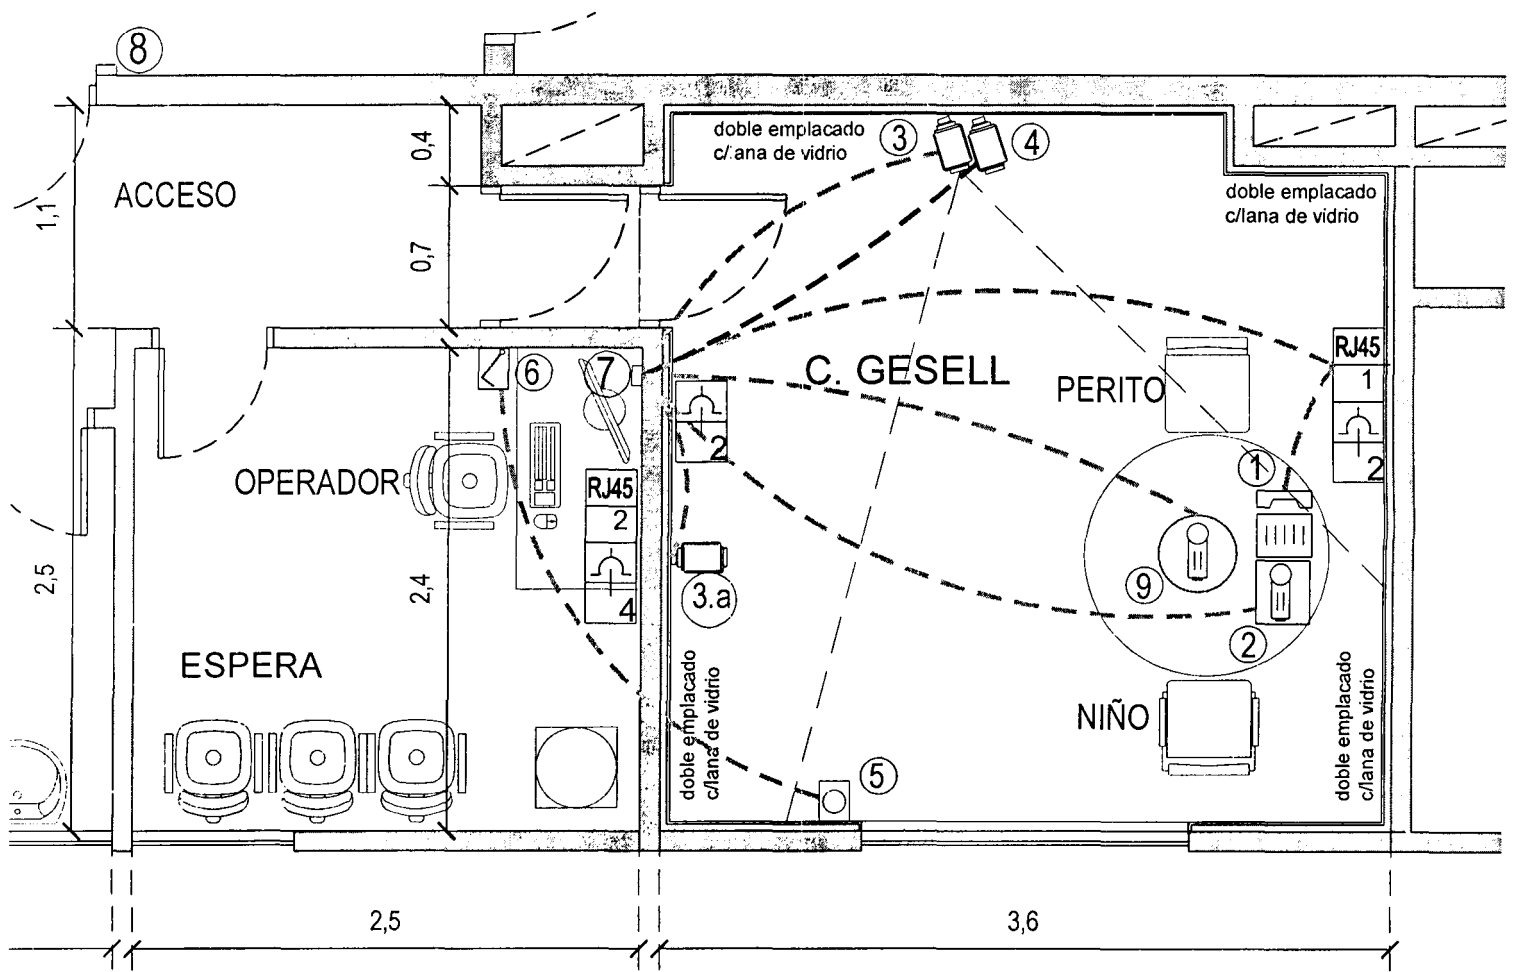 8
doble emplacado
c/lana de vidrio
3
4
0,4
ACCESO
1,1
doble emplacado
c/lana de vidrio
0,7
6
7
C. GESELL
PERITO
RJ45
1
2
2
OPERADOR
RJ45
2
4
1
9
2
3.a
2,5
2,4
ESPERA
doble emplacado
c/lana de vidrio
NIÑO
doble emplacado
c/lana de vidrio
5
2,5
3,6